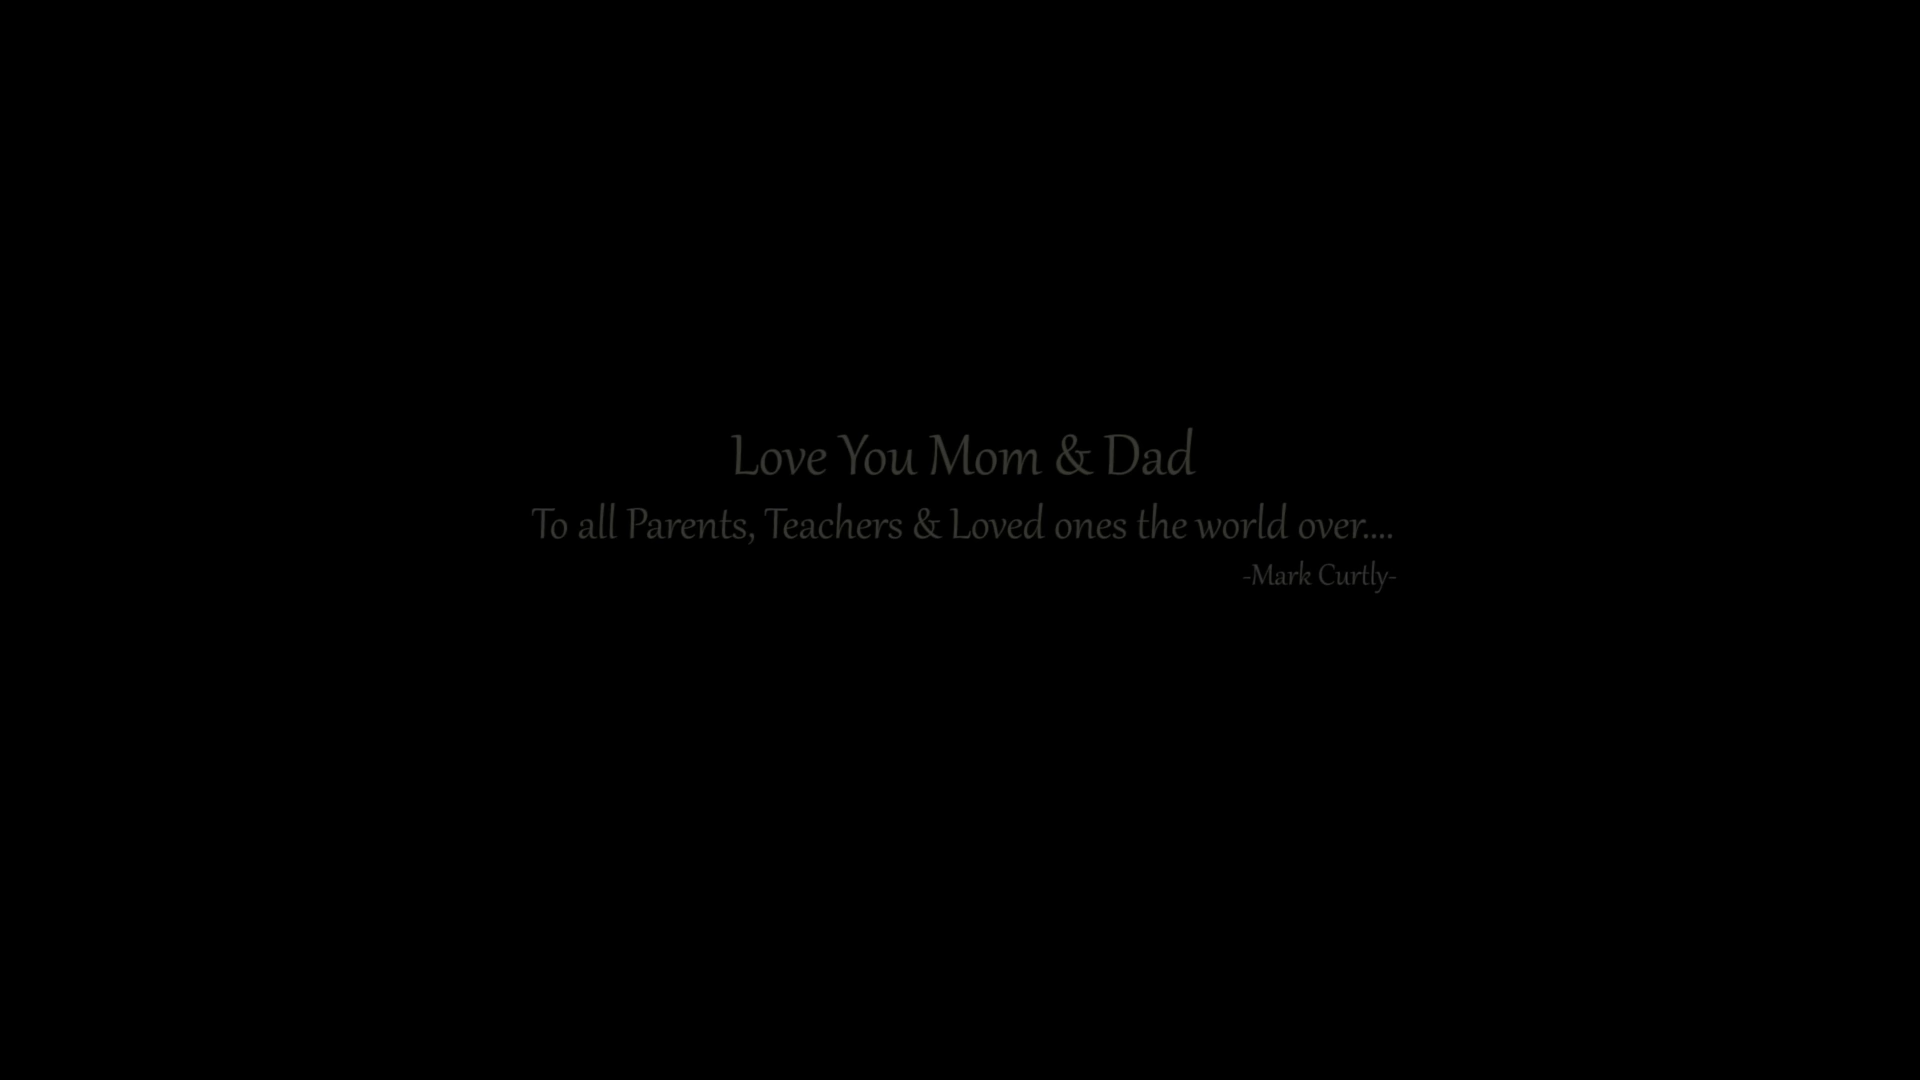 Love You Mom & Dad
To all Parents, Teachers & Loved ones the world over....
-Mark Curtly-